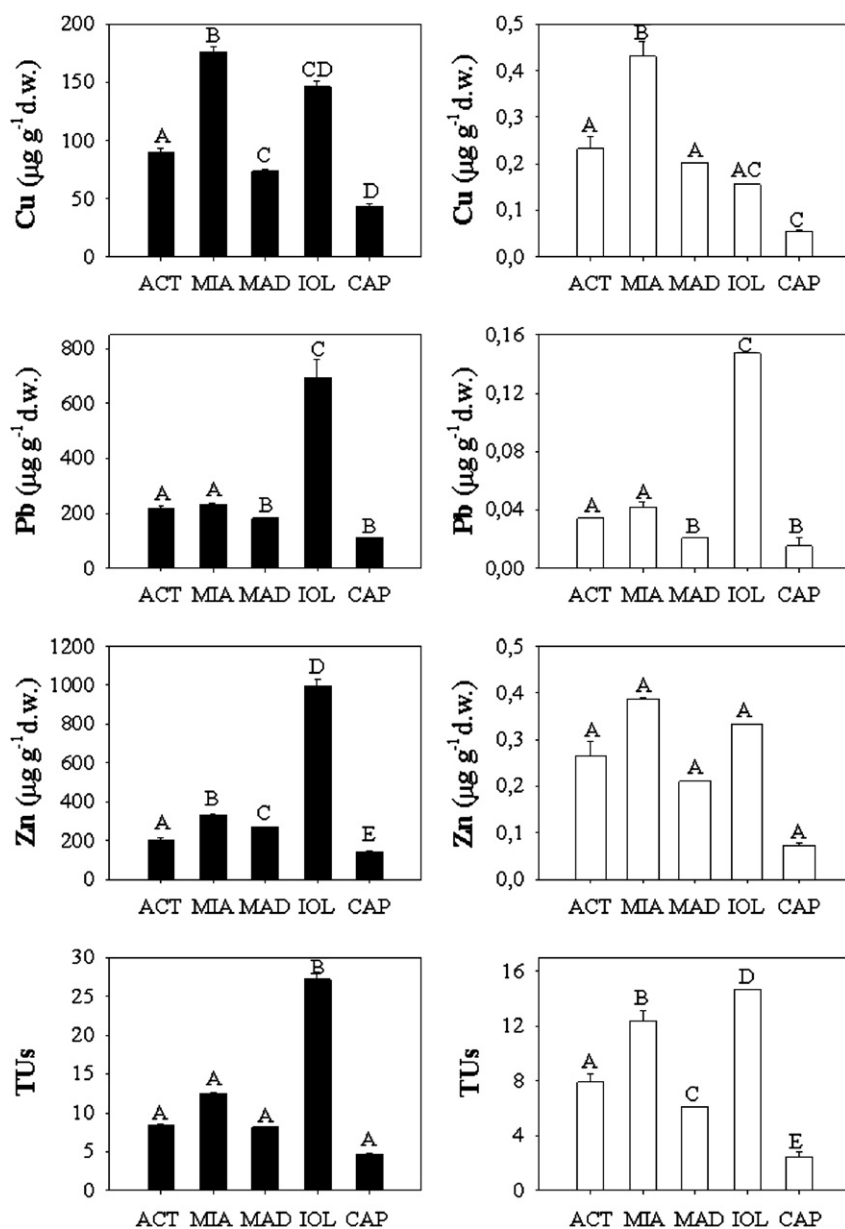 200
150
100
50
0
Cu (µg g-1 d.w.)
A
B
C
CD
D
ACT MIA MAD IOL CAP
0,5
0,4
0,3
0,2
0,1
0,0
Cu (µg g-1 d.w.)
A
B
A
AC
C
ACT MIA MAD IOL CAP
800
600
400
200
0
Pb (µg g-1 d.w.)
A
A
B
C
B
ACT MIA MAD IOL CAP
0,16
0,12
0,08
0,04
0,00
Pb (µg g-1 d.w.)
A
A
B
C
B
ACT MIA MAD IOL CAP
1200
1000
800
600
400
200
0
Zn (µg g-1 d.w.)
A
B
C
D
E
ACT MIA MAD IOL CAP
0,5
0,4
0,3
0,1
0,0
Zn (µg g-1 d.w.)
A
A
A
A
A
ACT MIA MAD IOL CAP
30
25
20
15
10
5
0
TUs
A
A
A
B
A
ACT MIA MAD IOL CAP
16
12
8
4
0
TUs
A
B
C
D
E
ACT MIA MAD IOL CAP